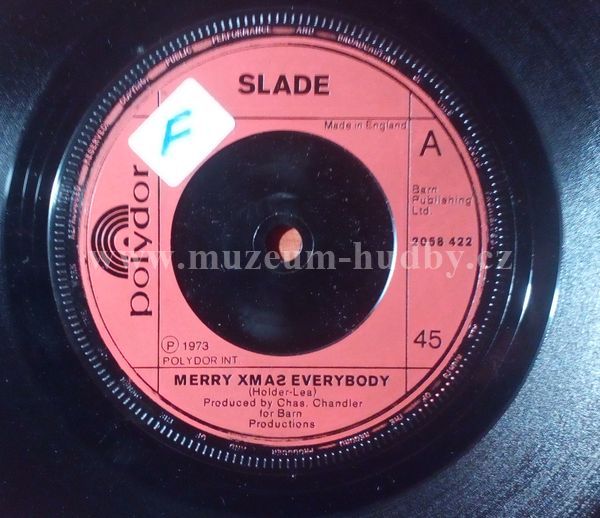 SLADE
F
Made in England
A
polydor
Barn
Publishing
Ltd.
2058 422
www.muzeum-hudby.cz
℗ 1973
POLYDOR INT
45
MERRY XMAS EVERYBODY
(Holder-Lea)
Produced by Chas. Chandler
for Barn
Productions